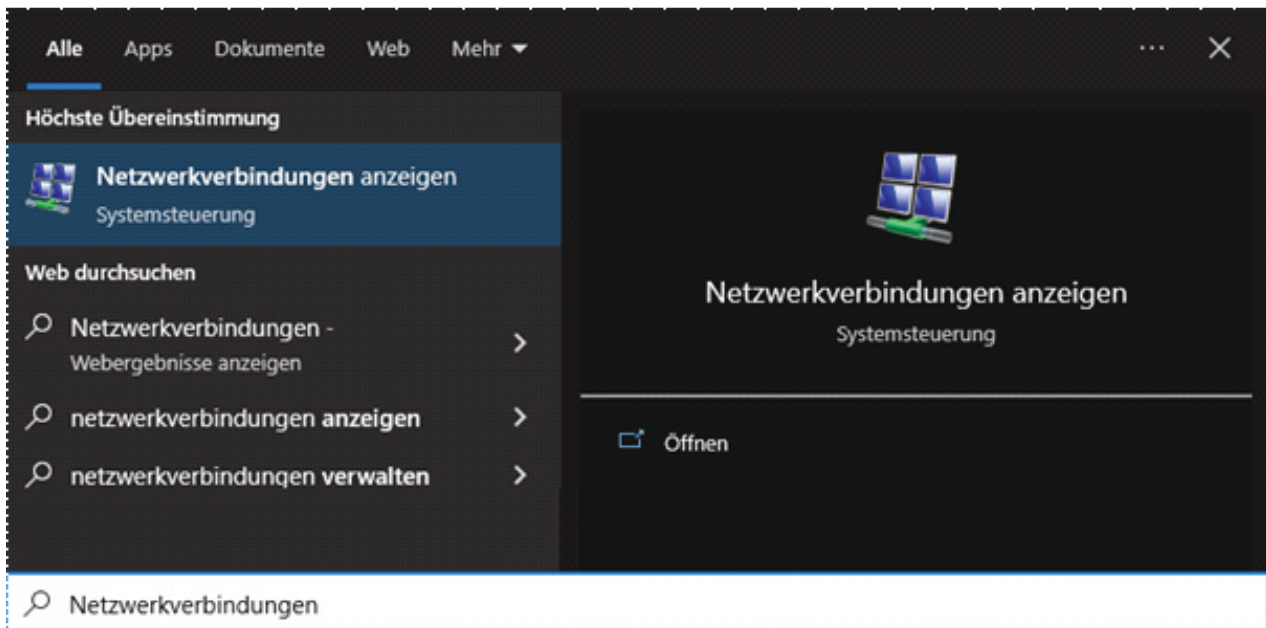 Alle Apps Dokumente Web Mehr
Höchste Übereinstimmung
Netzwerkverbindungen anzeigen
Systemsteuerung
Web durchsuchen
Netzwerkverbindungen -
Webergebnisse anzeigen
netzwerkverbindungen anzeigen
netzwerkverbindungen verwalten
Netzwerkverbindungen anzeigen
Systemsteuerung
Öffnen
Netzwerkverbindungen